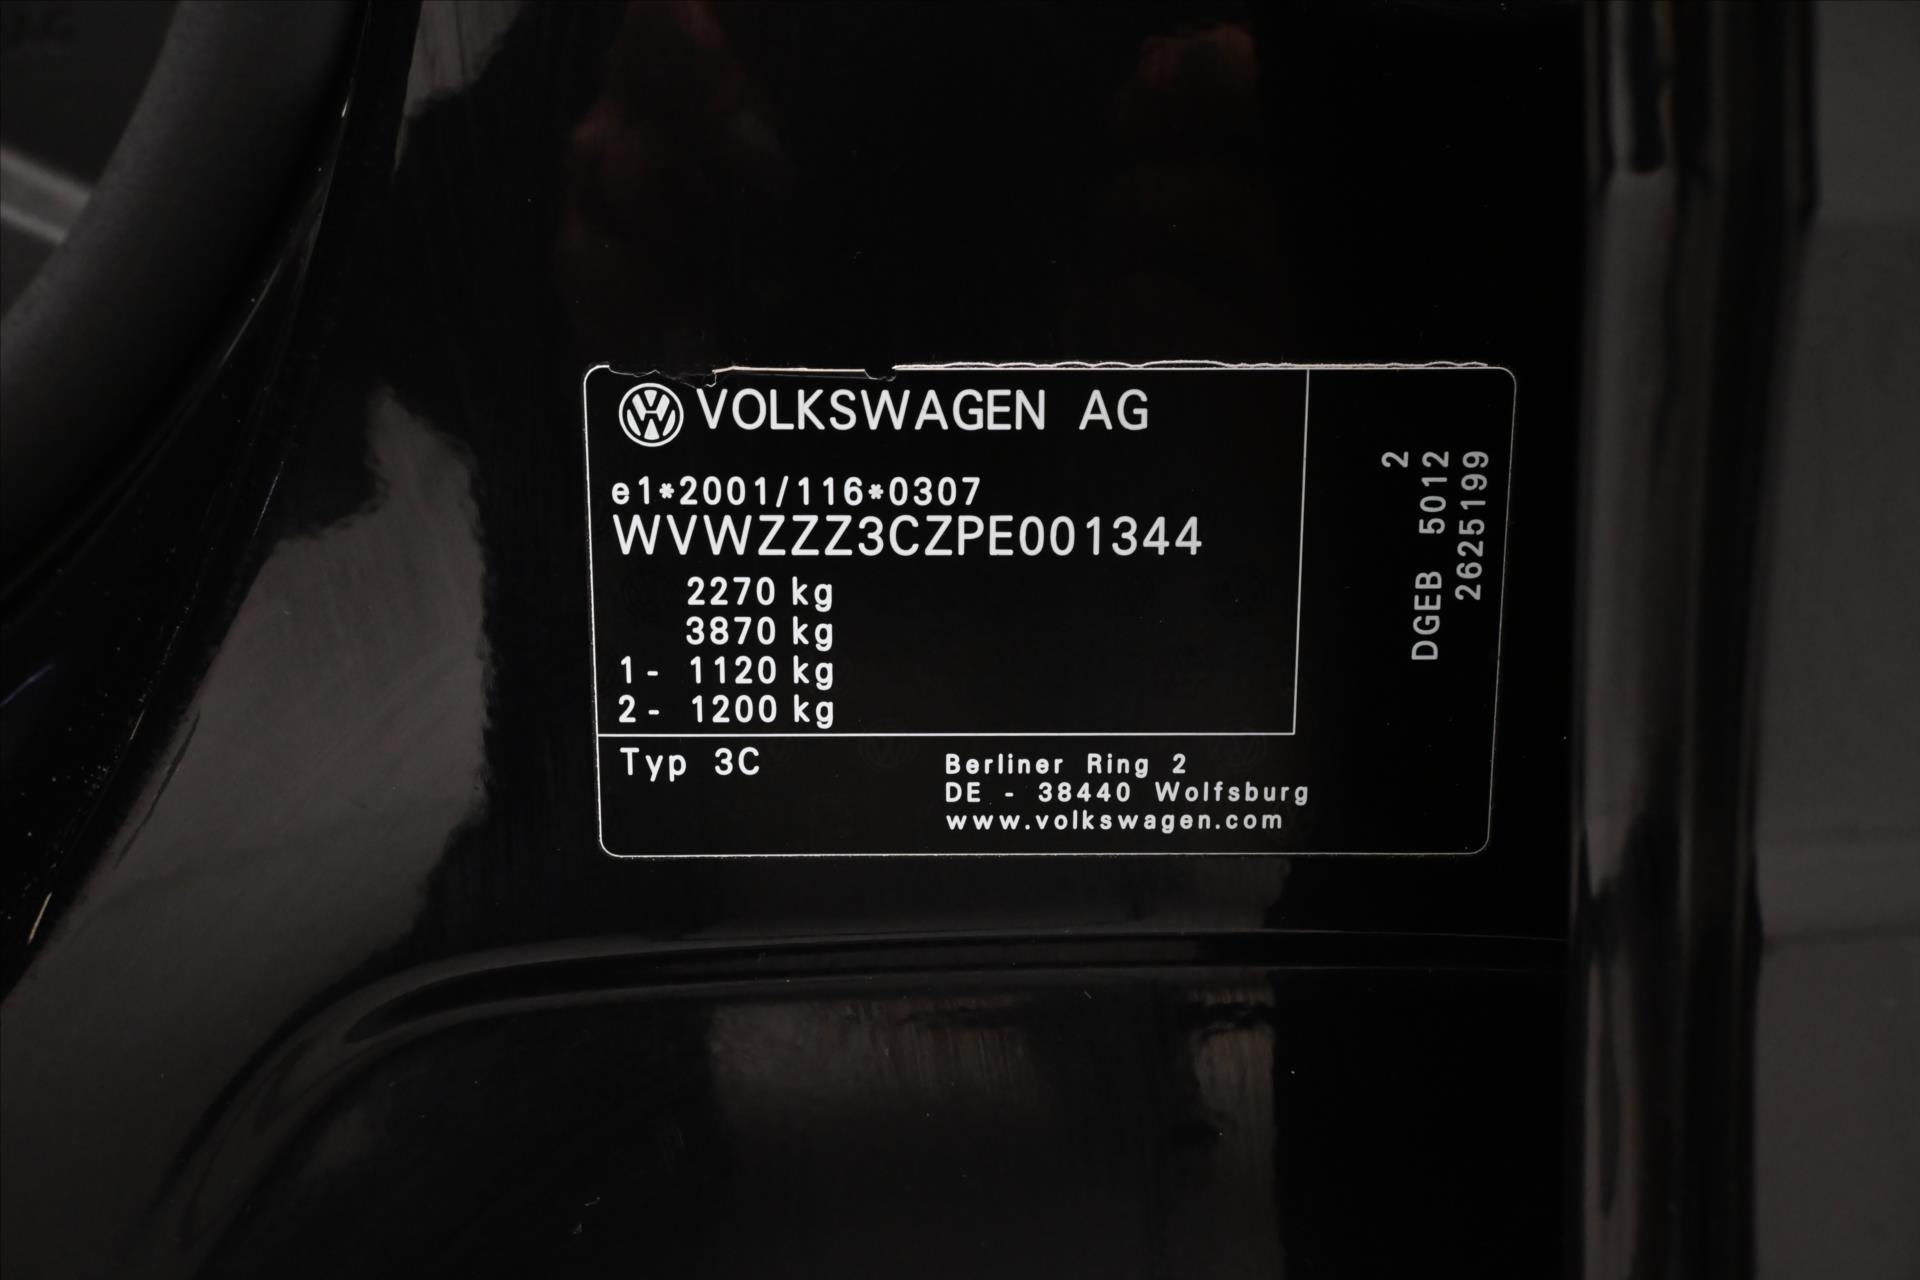 VOLKSWAGEN AG
e1*2001/116*0307
WVWZZZ3CZPE001344
2270 kg
3870 kg
1- 1120 kg
2- 1200 kg
Typ 3C
Berliner Ring 2
DE - 38440 Wolfsburg
www.volkswagen.com
2
DGEB 5012
2625199